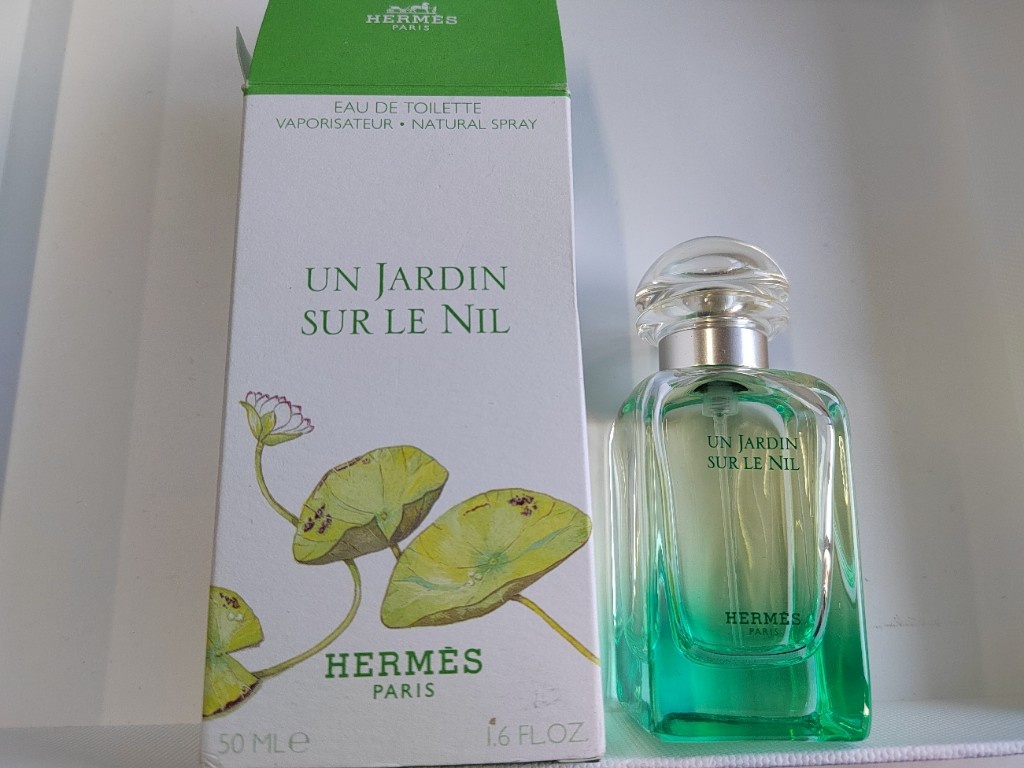 HERMÈS
PARIS
EAU DE TOILETTE
VAPORISATEUR • NATURAL SPRAY
UN JARDIN
SUR LE NIL
HERMÈS
PARIS
50 ML℮
1.6 FL.OZ.
UN JARDIN
SUR LE NIL
HERMÈS
PARIS